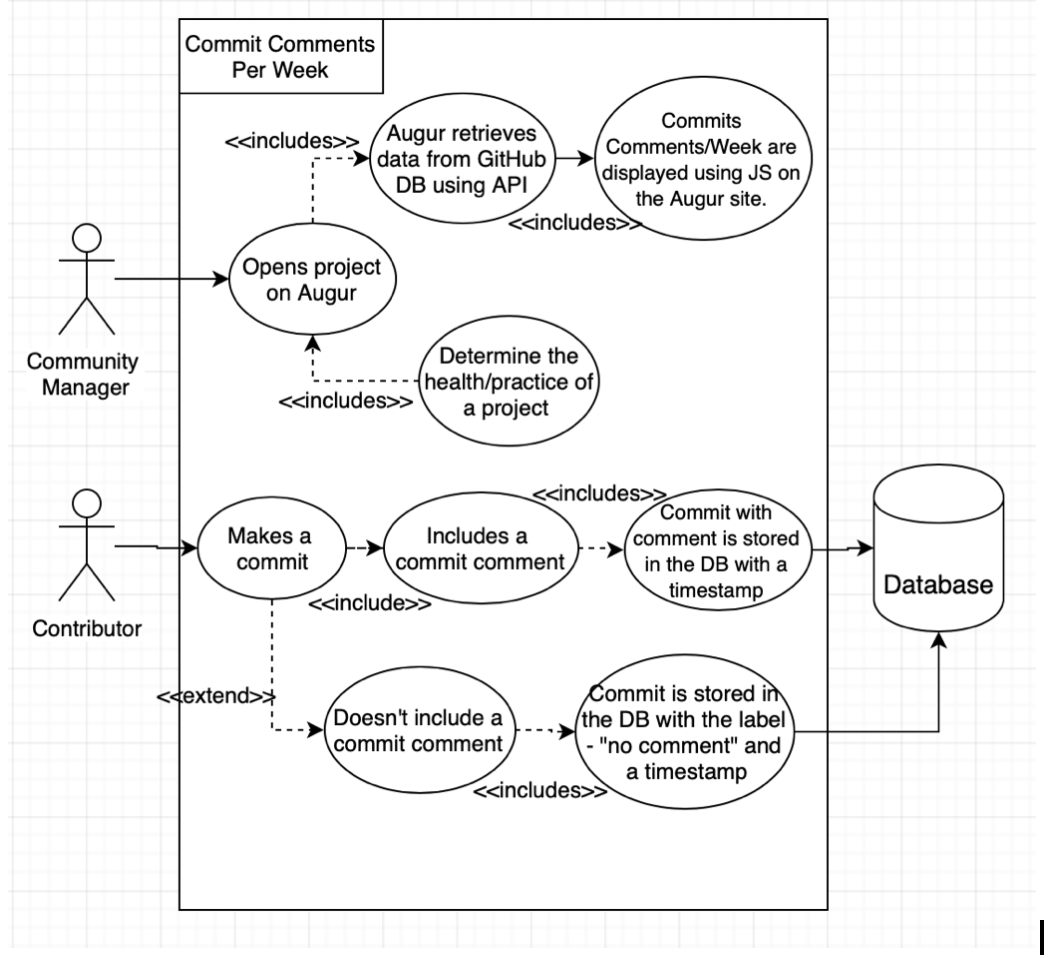 Commit Comments
Per Week
<<includes>>
Augur retrieves
data from GitHub
DB using API
Commits
Comments/Week are
displayed using JS on
the Augur site.
<<includes>>
Opens project
on Augur
Community
Manager
Determine the
health/practice of
a project
<<includes>>
<<includes>>
Makes a
commit
Includes a
commit comment
Commit with
comment is stored
in the DB with a
timestamp
Database
<<include>>
Contributor
<<extend>>
Doesn't include a
commit comment
Commit is stored in
the DB with the label
- "no comment" and
a timestamp
<<includes>>